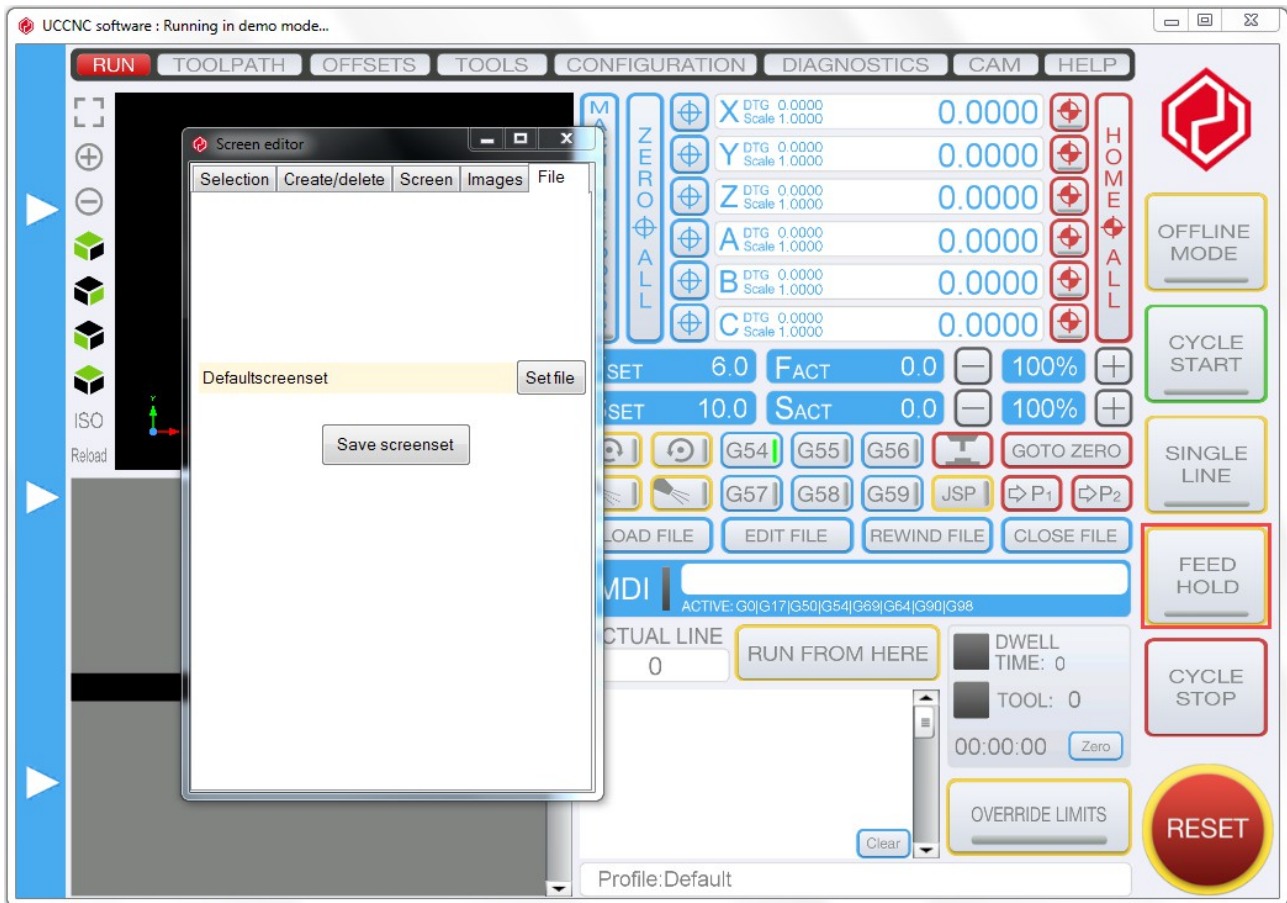 UCCNC software : Running in demo mode...
RUN TOOLPATH OFFSETS TOOLS CONFIGURATION DIAGNOSTICS CAM HELP
Screen editor
Selection Create/delete Screen Images File
Defaultscreenset Set file
Save screenset
ISO
Reload
ZERO ALL
X DTG 0.0000 Scale 1.0000 0.0000
Y DTG 0.0000 Scale 1.0000 0.0000
Z DTG 0.0000 Scale 1.0000 0.0000
A DTG 0.0000 Scale 1.0000 0.0000
B DTG 0.0000 Scale 1.0000 0.0000
C DTG 0.0000 Scale 1.0000 0.0000
HOME ALL
SET 6.0 FACT 0.0 100%
SET 10.0 SACT 0.0 100%
G54 G55 G56 GOTO ZERO
G57 G58 G59 JSP P1 P2
LOAD FILE EDIT FILE REWIND FILE CLOSE FILE
MDI
ACTIVE: G0|G17|G50|G54|G69|G64|G90|G98
CTUAL LINE
0
RUN FROM HERE
DWELL
TIME: 0
TOOL: 0
00:00:00 Zero
OVERRIDE LIMITS
Clear
Profile:Default
OFFLINE
MODE
CYCLE
START
SINGLE
LINE
FEED
HOLD
CYCLE
STOP
RESET